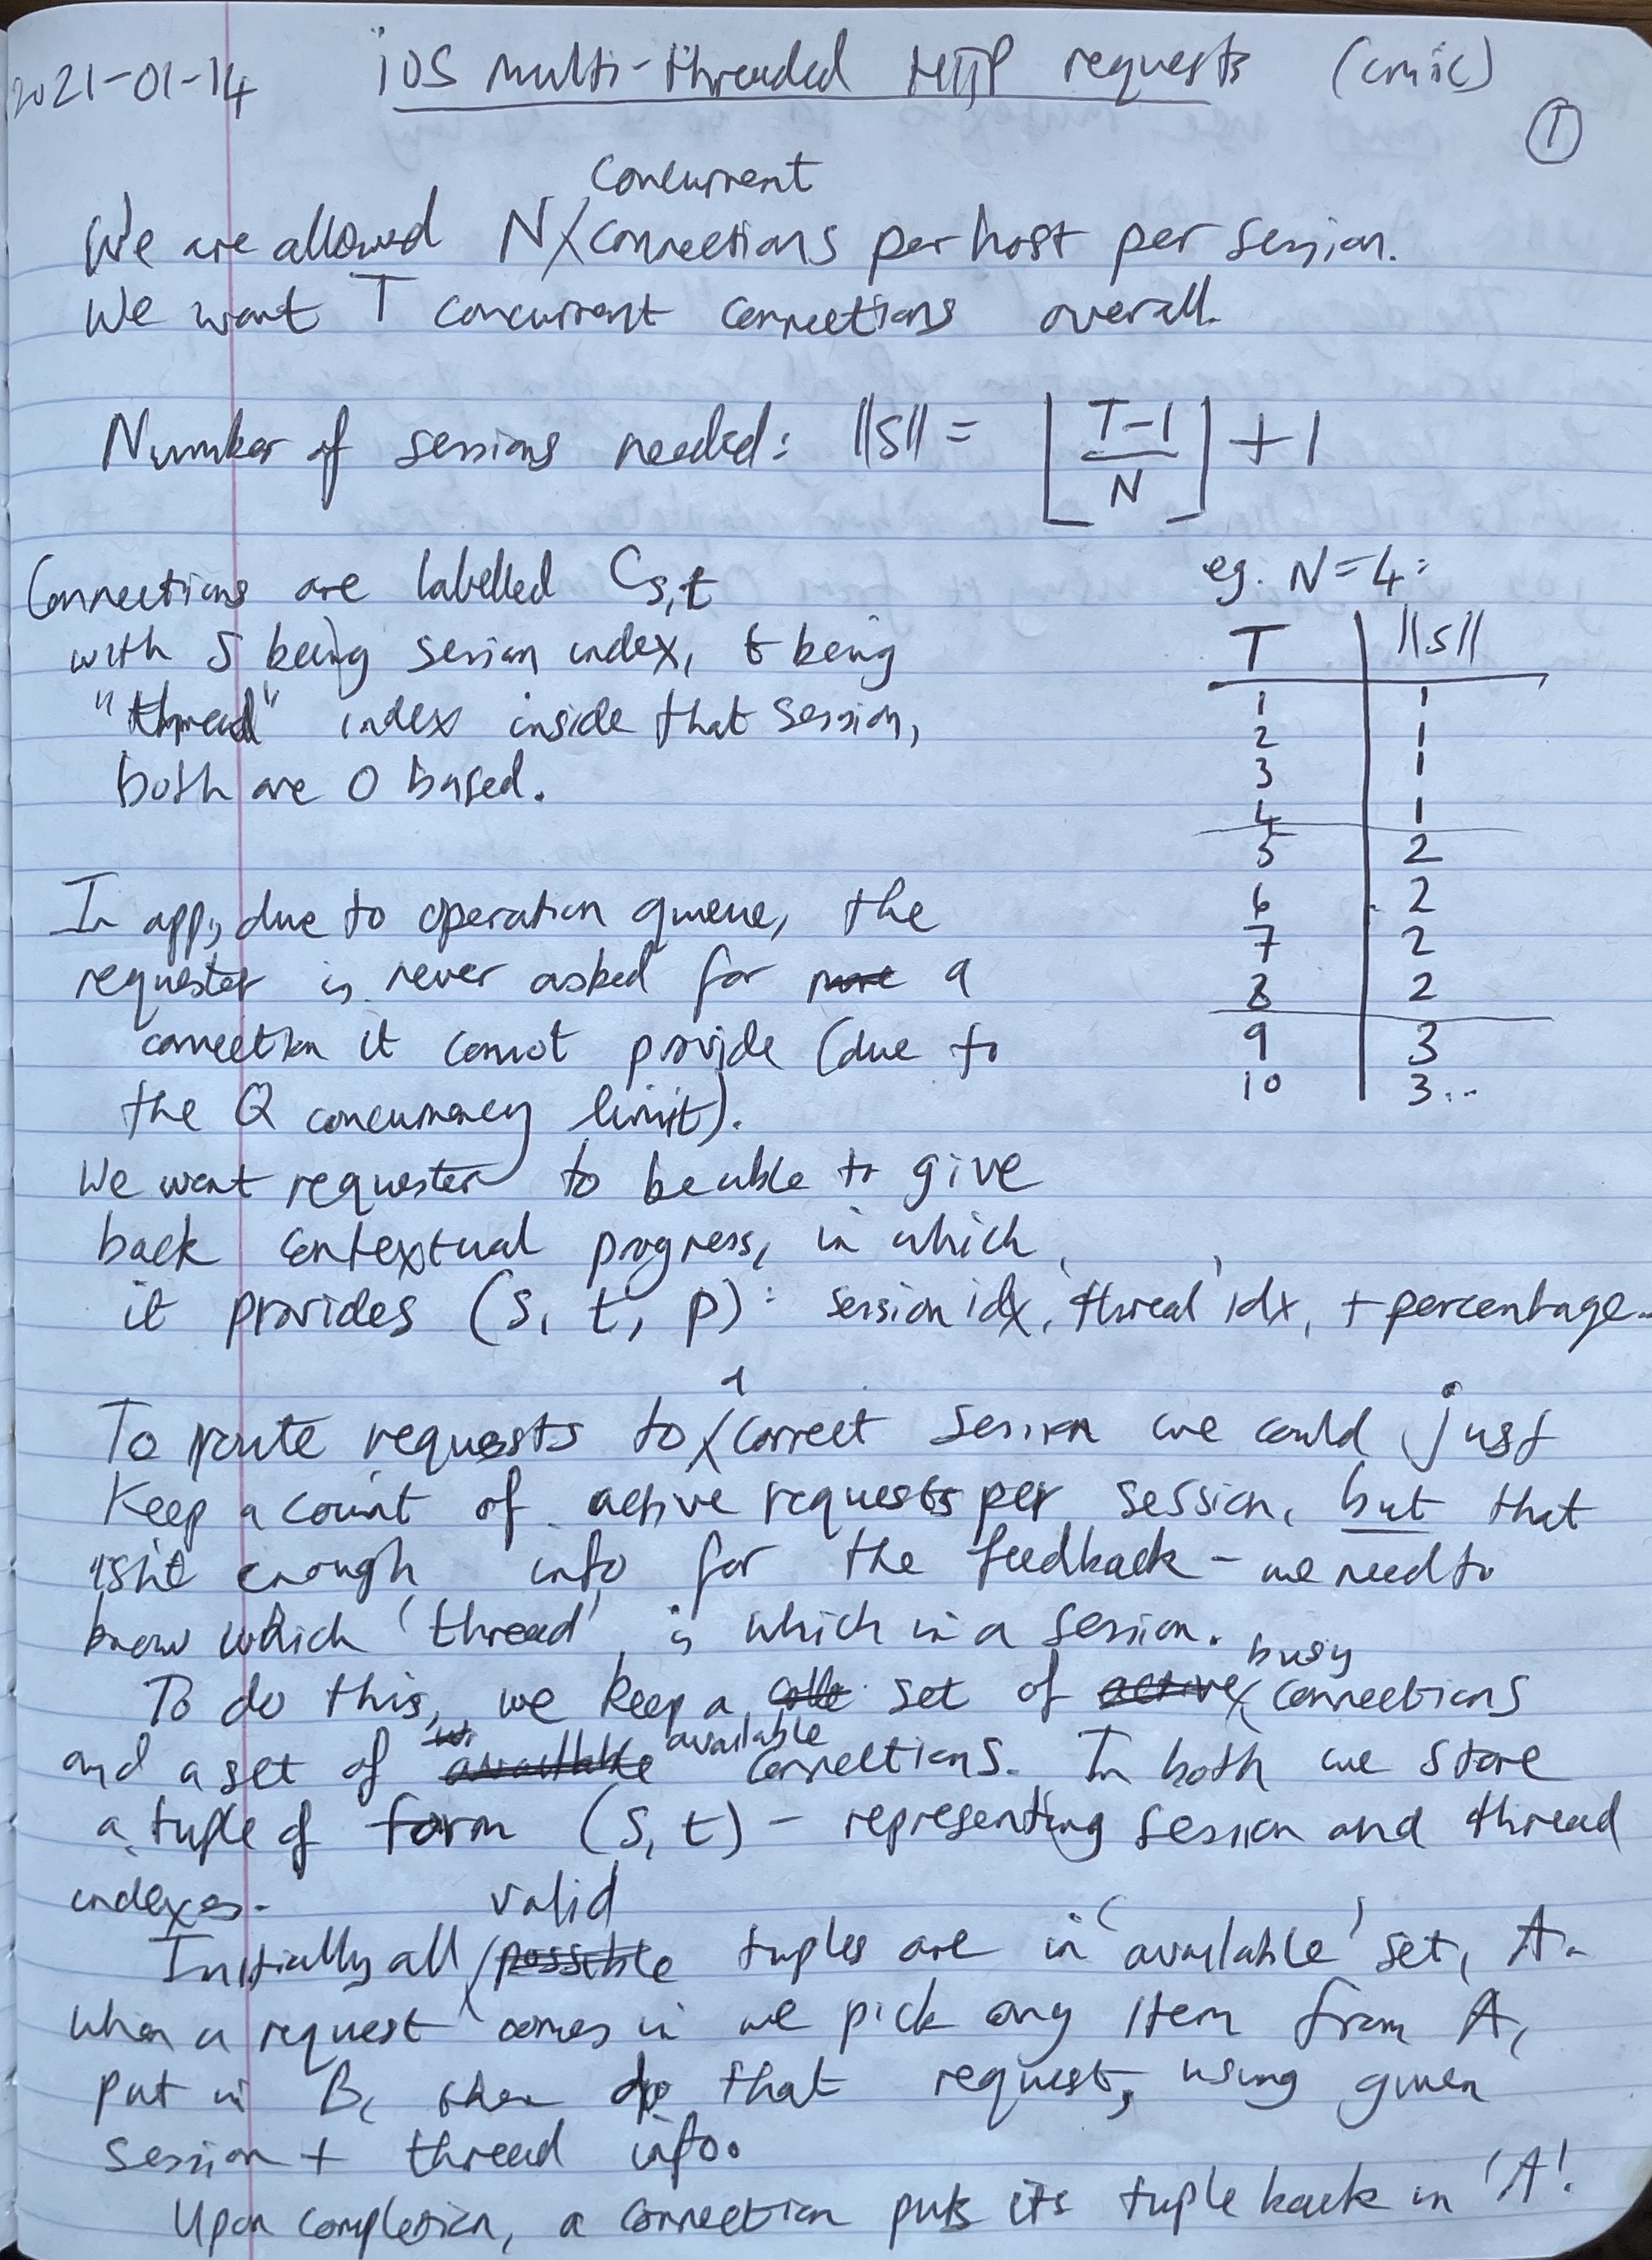 2021-01-14 iOS multi-threaded HTTP requests (cmic)
①
concurrent
We are allowed N connections per host per session.
We want T concurrent connections overall.
Number of sessions needed: ||S|| = ⌊(T-1)/N⌋ + 1
Connections are labelled C s,t
with S being session index, t being
"thread" index inside that session,
both are 0 based.
eg. N=4:
T | ||S||
1 | 1
2 | 1
3 | 1
4 | 1
5 | 2
6 | 2
7 | 2
8 | 2
9 | 3
10 | 3..
In app, due to operation queue, the
requester is never asked for more a
connection it cannot provide (due to
the Q concurrency limit).
We want requester to be able to give
back contextual progress, in which
it provides (s, t, p): session idx, 'thread' idx, + percentage.
To route requests to correct session we could just
keep a count of active requests per session, but that
isn't enough info for the feedback - we need to
know which 'thread' is which in a session.
busy
To do this, we keep a set of active connections
available
and a set of available connections. In both we store
a tuple of form (s, t) - representing session and thread
indexes.
valid
Initially all possible tuples are in 'available' set, A.
When a request comes in we pick any item from A,
put in B, then do that request, using given
session + thread info.
Upon completion, a connection puts its tuple back in 'A'.